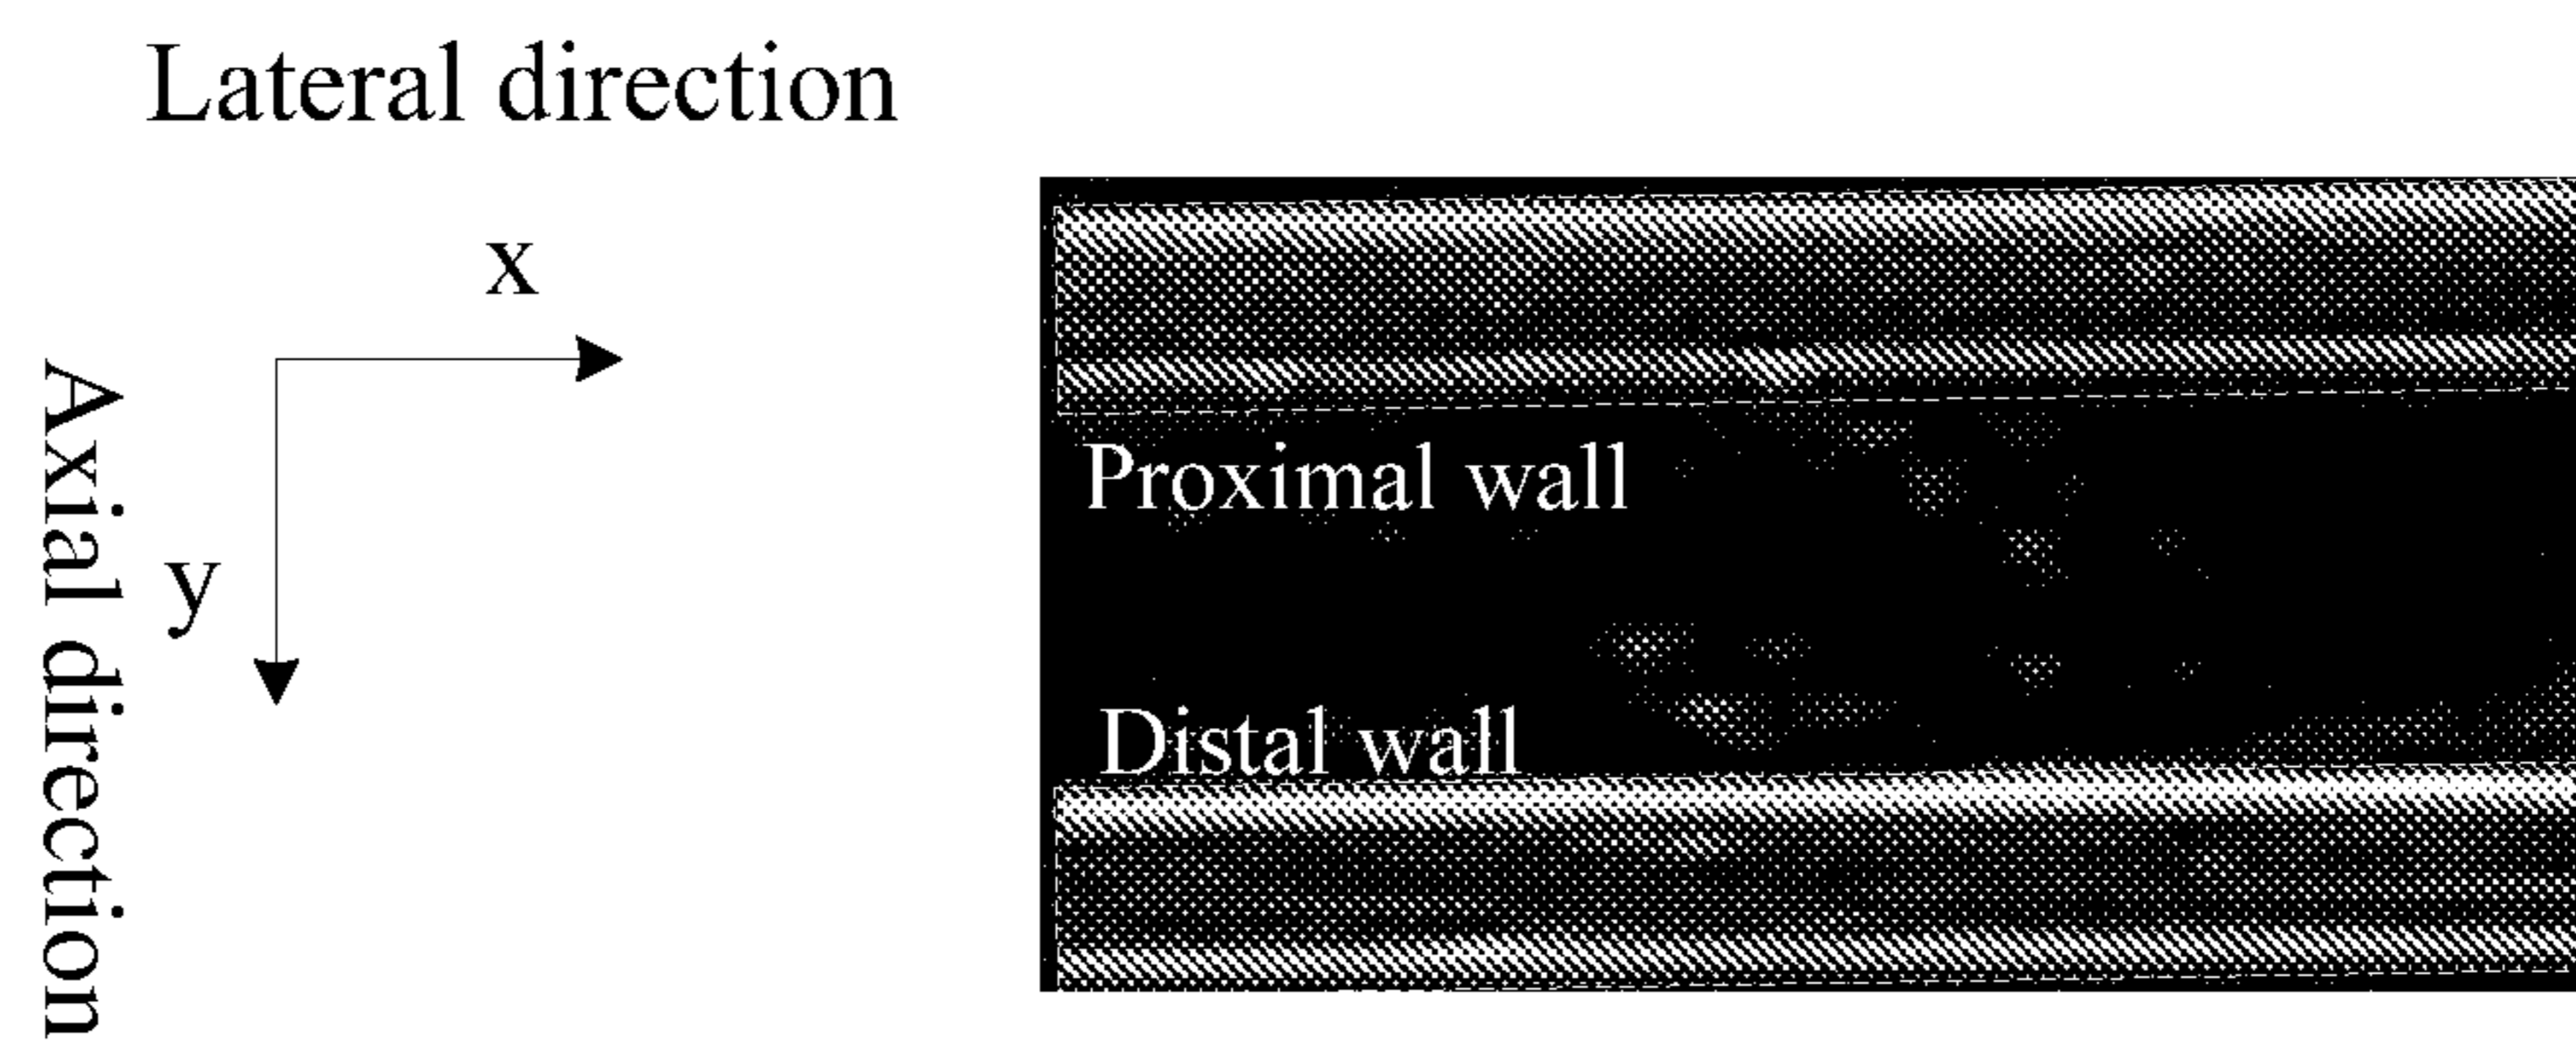 Lateral direction
x
Axial direction
y
Proximal wall
Distal wall